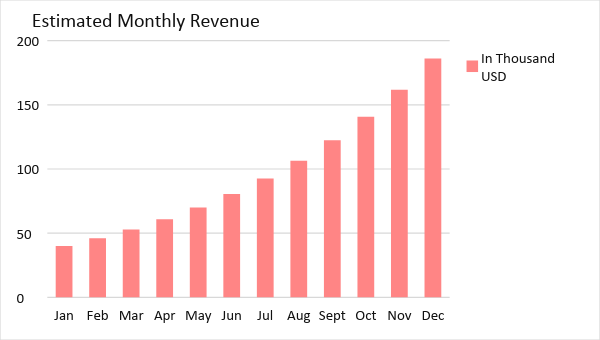 Estimated Monthly Revenue
200
150
100
50
0
Jan Feb Mar Apr May Jun Jul Aug Sept Oct Nov Dec
In Thousand
USD